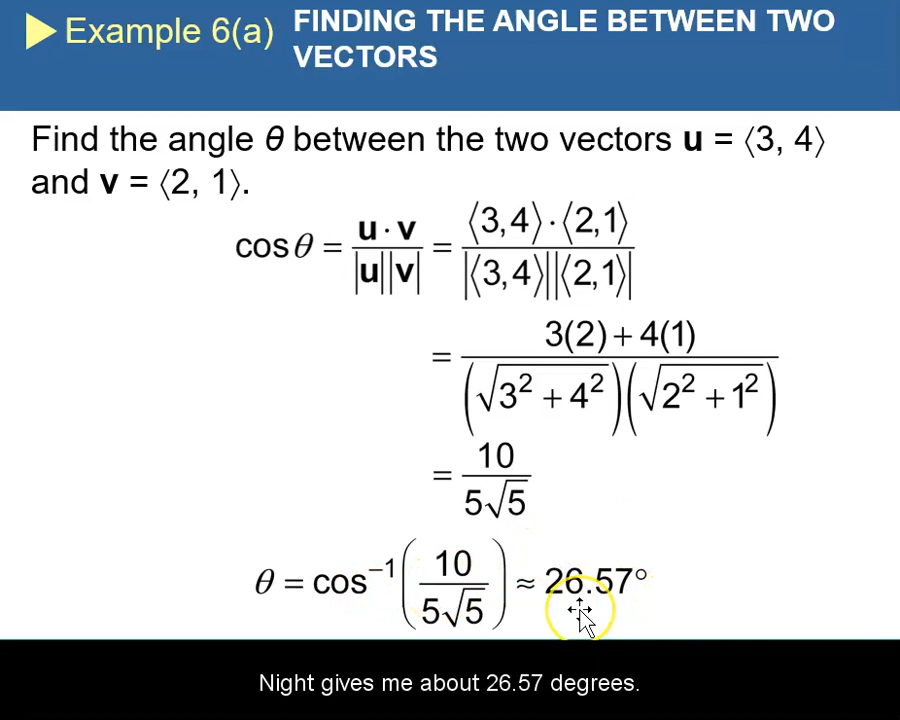 Example 6(a) FINDING THE ANGLE BETWEEN TWO
VECTORS
Find the angle θ between the two vectors u = ⟨3, 4⟩
and v = ⟨2, 1⟩.
cos θ = u · v / |u||v| = ⟨3,4⟩ · ⟨2,1⟩ / |⟨3,4⟩||⟨2,1⟩|
= 3(2) + 4(1) / (√3² + 4²)(√2² + 1²)
= 10 / 5√5
θ = cos⁻¹(10 / 5√5) ≈ 26.57°
Night gives me about 26.57 degrees.